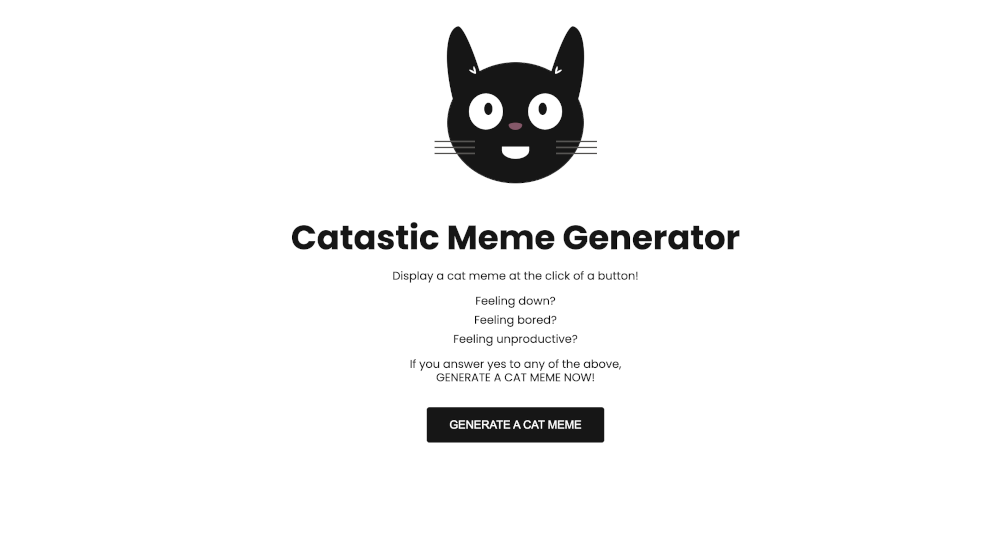 Catastic Meme Generator
Display a cat meme at the click of a button!
Feeling down?
Feeling bored?
Feeling unproductive?
If you answer yes to any of the above,
GENERATE A CAT MEME NOW!
GENERATE A CAT MEME